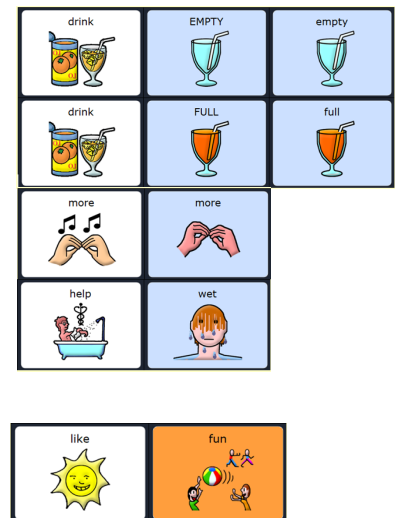 drink EMPTY empty
drink FULL full
more more
help wet
like fun